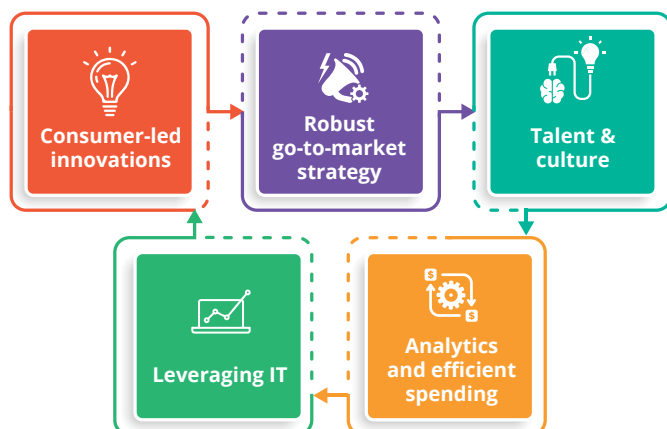 Consumer-led
innovations
Robust
go-to-market
strategy
Talent &
culture
Leveraging IT
$
$
Analytics
and efficient
spending